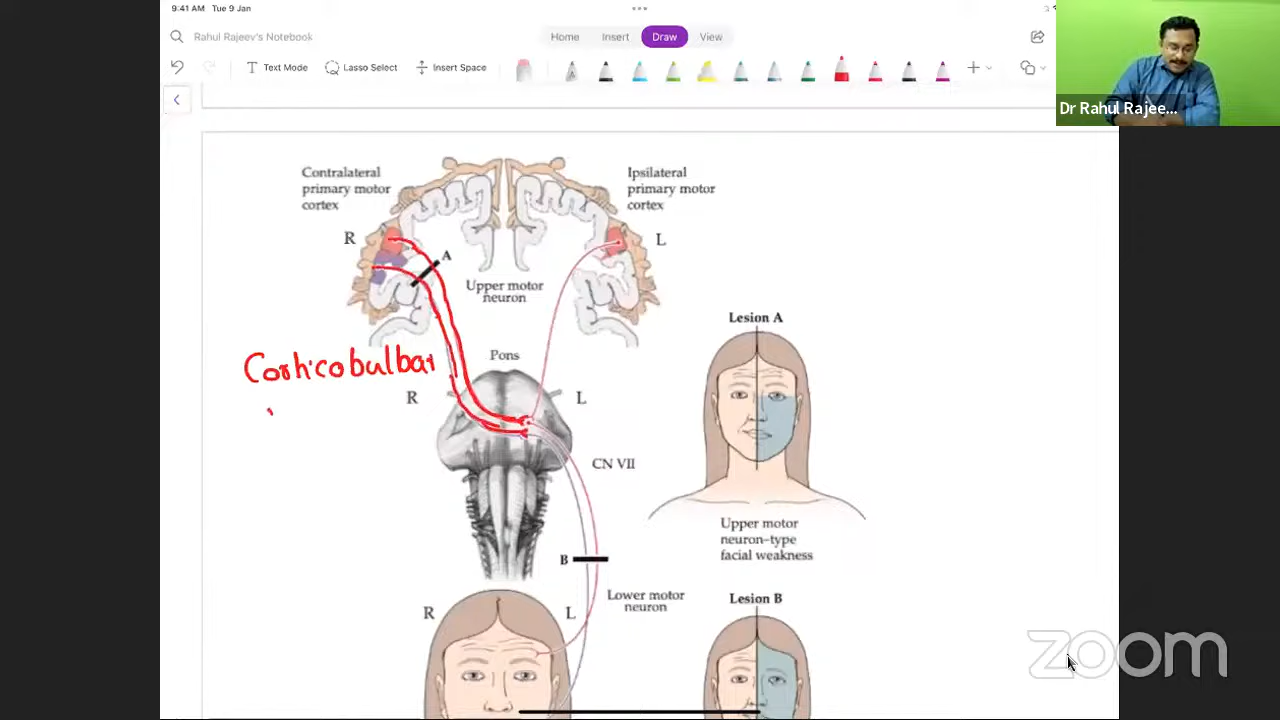 9:41 AM Tue 9 Jan
Rahul Rajeev's Notebook
Home Insert Draw View
Text Mode Lasso Select Insert Space
Dr Rahul Rajee...
Contralateral
primary motor
cortex
Ipsilateral
primary motor
cortex
R
L
A
Upper motor
neuron
Corticobulbar
Pons
R
L
CN VII
B
Lower motor
neuron
R
L
Lesion A
Upper motor
neuron–type
facial weakness
Lesion B
zoom